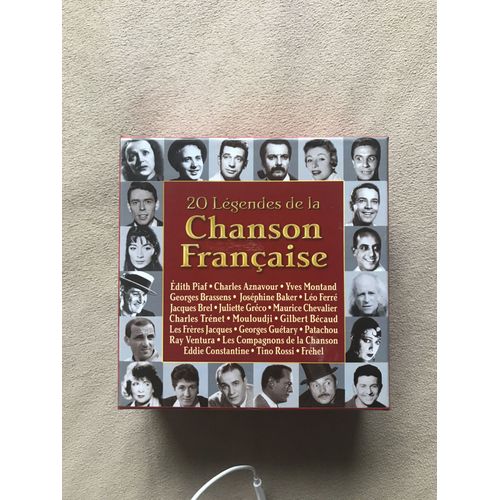 20 Légendes de la
Chanson
Française
Édith Piaf • Charles Aznavour • Yves Montand
Georges Brassens • Joséphine Baker • Léo Ferré
Jacques Brel • Juliette Gréco • Maurice Chevalier
Charles Trénet • Mouloudji • Gilbert Bécaud
Les Frères Jacques • Georges Guétary • Patachou
Ray Ventura • Les Compagnons de la Chanson
Eddie Constantine • Tino Rossi • Fréhel